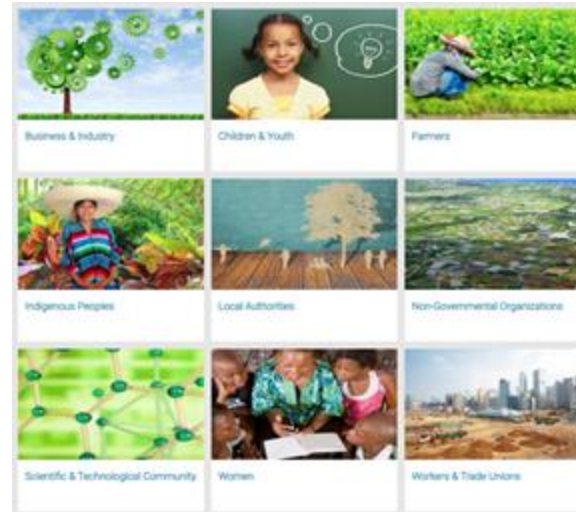 Business & Industry
Children & Youth
Farmers
Indigenous Peoples
Local Authorities
Non-Governmental Organizations
Scientific & Technological Community
Women
Workers & Trade Unions